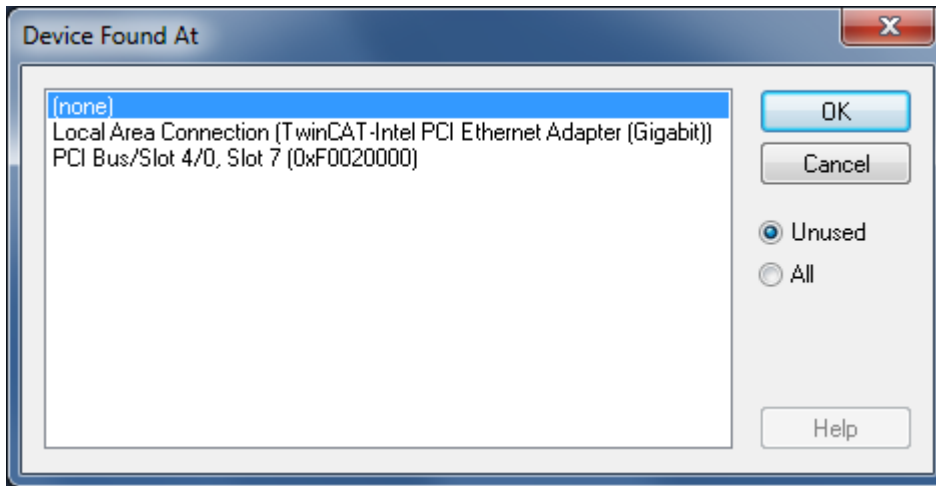 Device Found At
(none)
Local Area Connection (TwinCAT-Intel PCI Ethernet Adapter (Gigabit))
PCI Bus/Slot 4/0, Slot 7 (0xF0020000)
OK
Cancel
Unused
All
Help